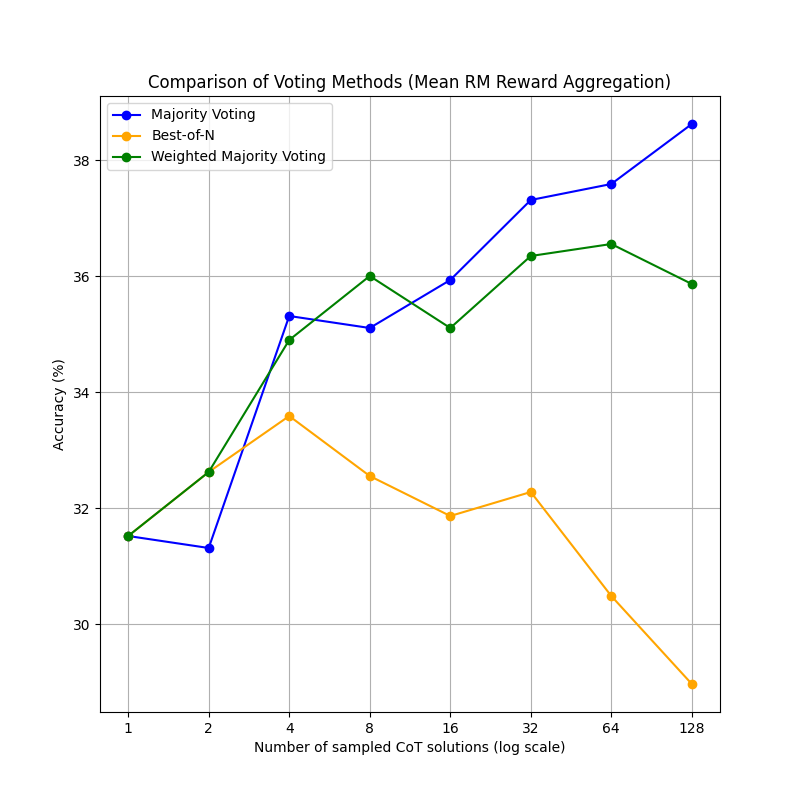 Comparison of Voting Methods (Mean RM Reward Aggregation)
Majority Voting
Best-of-N
Weighted Majority Voting
Accuracy (%)
38
36
34
32
30
1 2 4 8 16 32 64 128
Number of sampled CoT solutions (log scale)